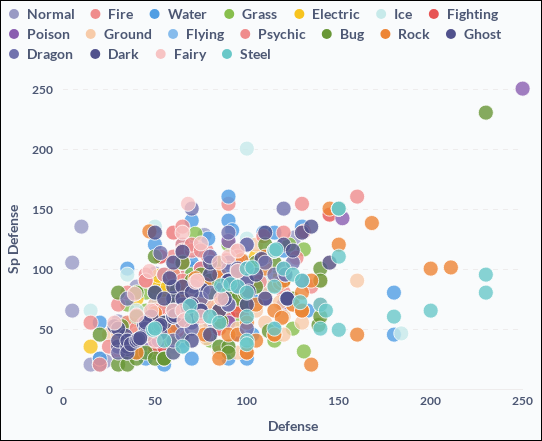 Normal Fire Water Grass Electric Ice Fighting
Poison Ground Flying Psychic Bug Rock Ghost
Dragon Dark Fairy Steel
250
200
150
100
50
0
Sp Defense
0 50 100 150 200 250
Defense